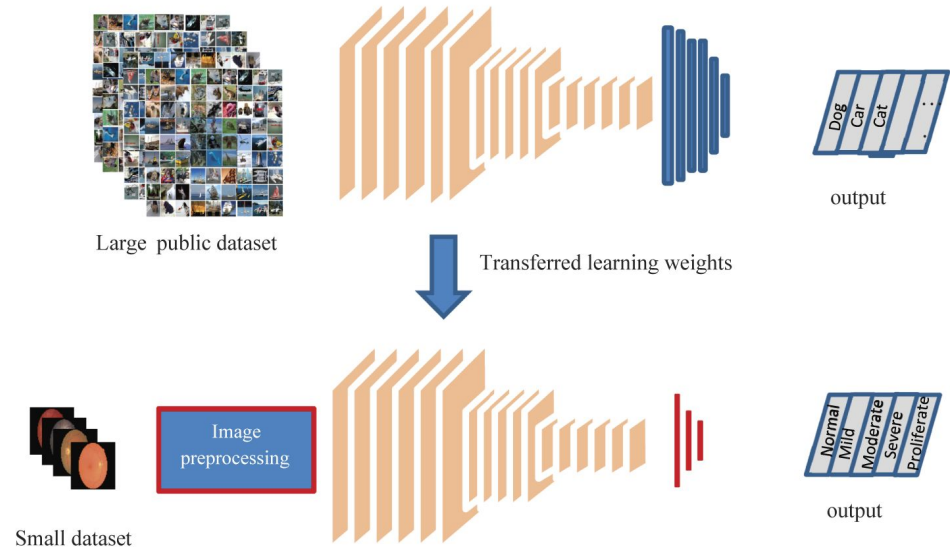 Dog
Car
Cat
. :
output
Large public dataset
Transferred learning weights
Image
preprocessing
Normal
Mild
Moderate
Severe
Proliferate
output
Small dataset